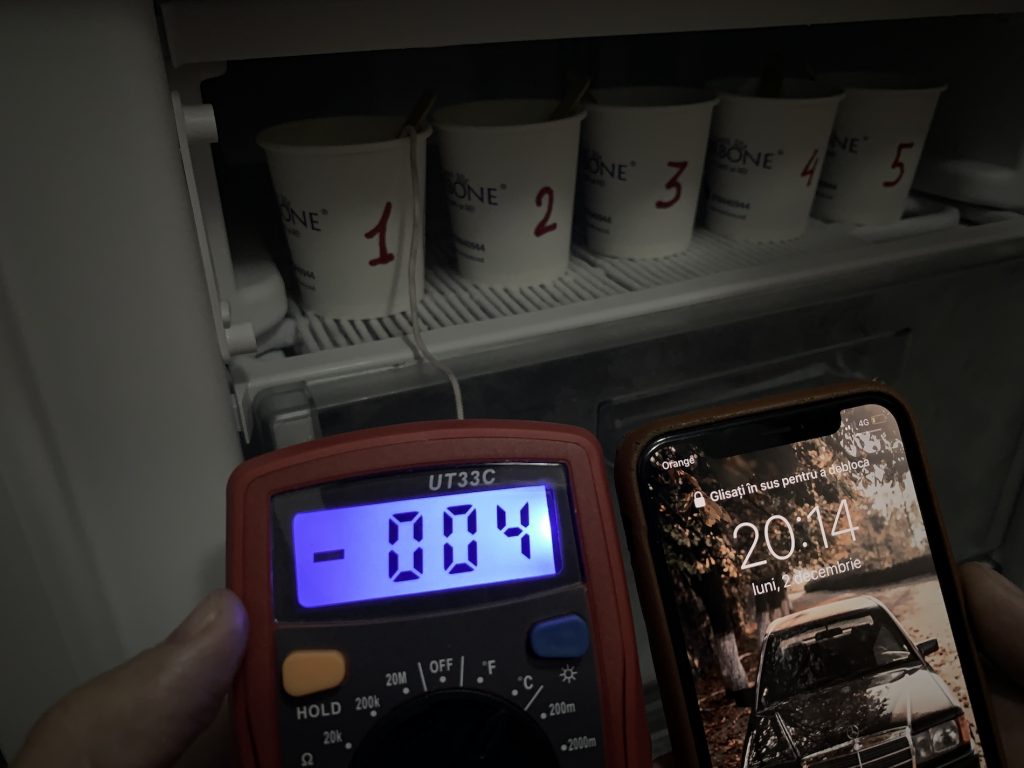 1
2
3
4
5
BONE®
UT33C
- 004
HOLD
Ω
20k
200k
20M
OFF
°F
°C
200m
2000m
Orange
4G
Glisați în sus pentru a debloca
20:14
luni, 2 decembrie